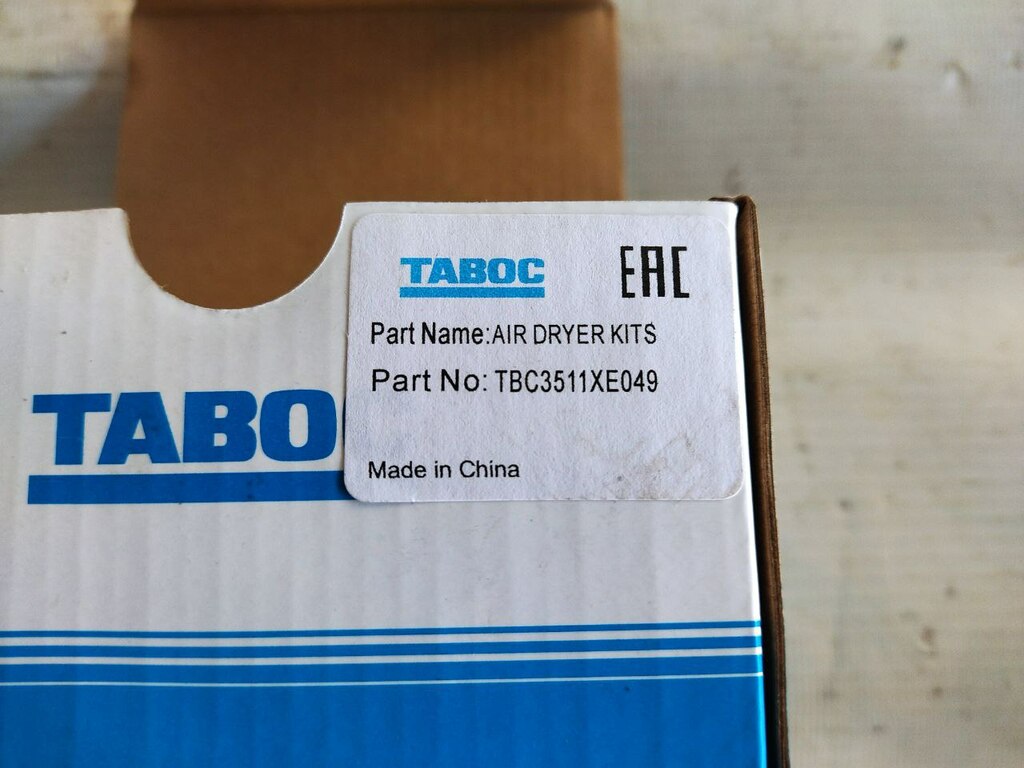 TABOC EAC
Part Name:AIR DRYER KITS
Part No: TBC3511XE049
Made in China
TABO